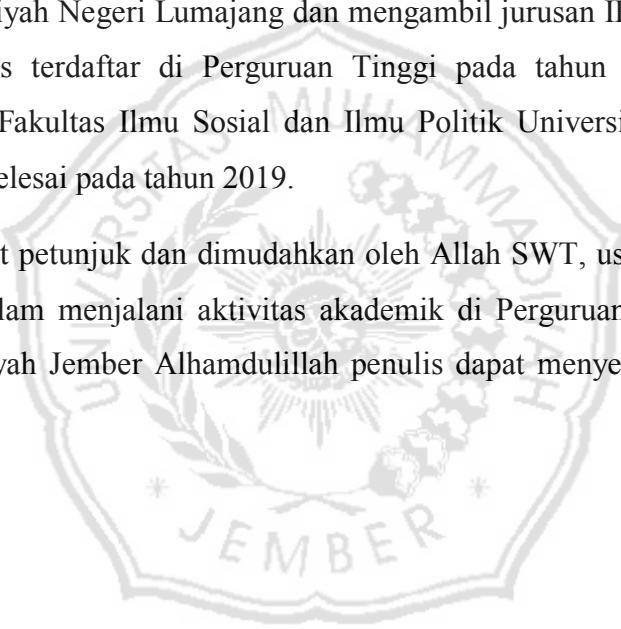 iyah Negeri Lumajang dan mengambil jurusan
s terdaftar di Perguruan Tinggi pada tahun
Fakultas Ilmu Sosial dan Ilmu Politik Universi
elesai pada tahun 2019.
t petunjuk dan dimudahkan oleh Allah SWT, us
lam menjalani aktivitas akademik di Perguruan
yah Jember Alhamdulillah penulis dapat menye
UNIVERSITAS MUHAMMADIYAH
JEMBER